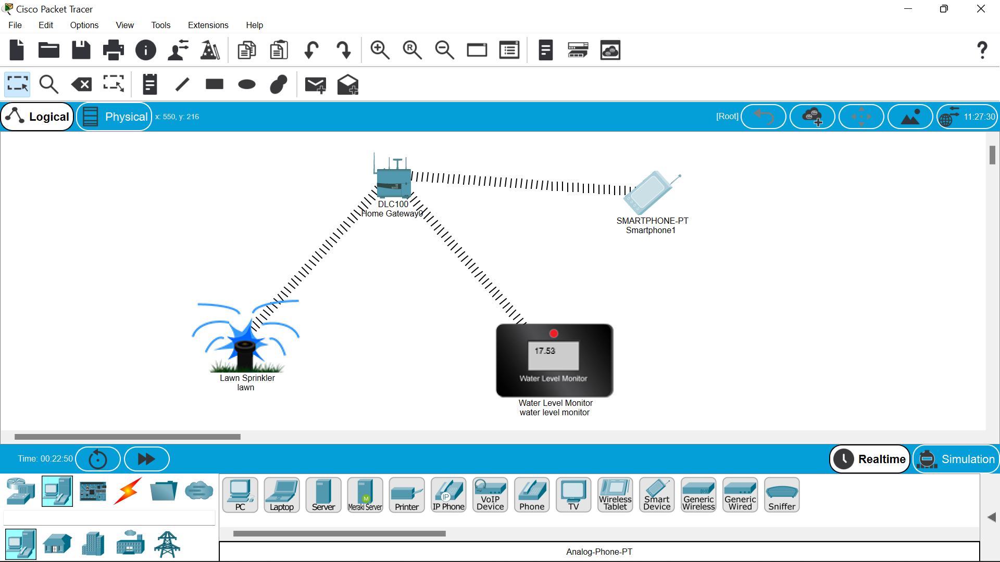 Cisco Packet Tracer
File Edit Options View Tools Extensions Help
Logical Physical x: 550, y: 216 [Root] 11:27:30
DLC100
Home Gateway0
SMARTPHONE-PT
Smartphone1
Lawn Sprinkler
lawn
17.53
Water Level Monitor
Water Level Monitor
water level monitor
Time: 00:22:50 Realtime Simulation
PC Laptop Server Meraki Server Printer IP Phone VoIP Device Phone TV Wireless Tablet Smart Device Generic Wireless Generic Wired Sniffer
Analog-Phone-PT